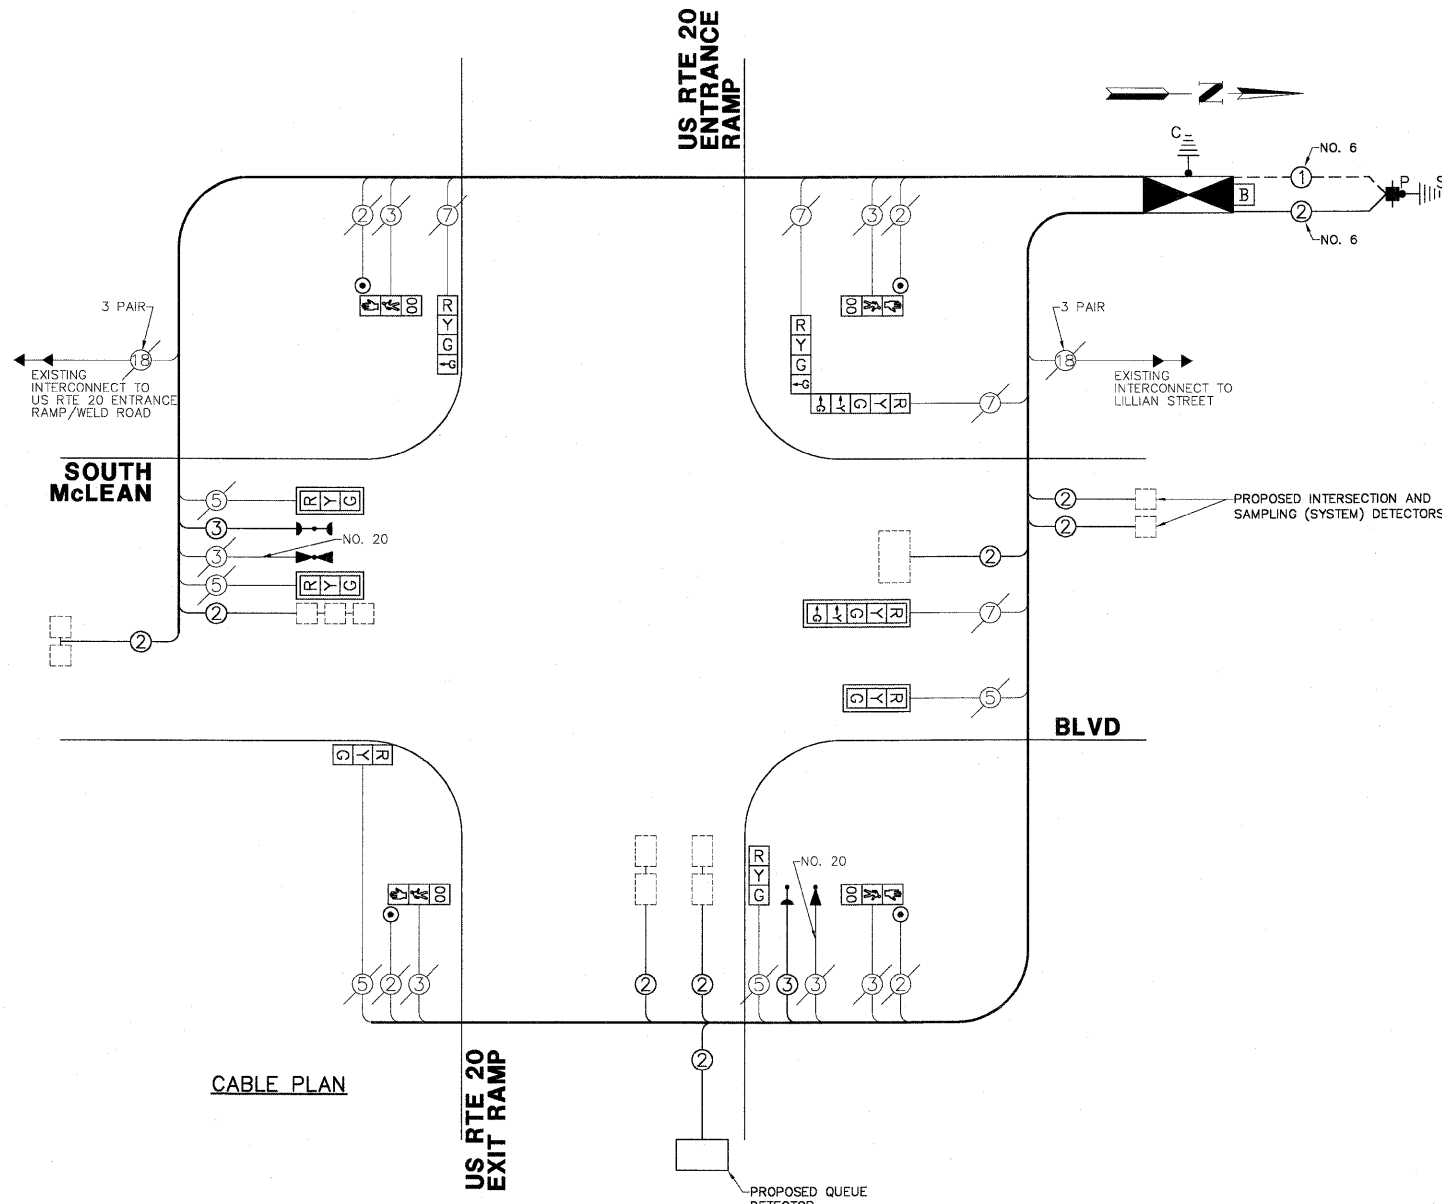 US RTE 20
ENTRANCE
RAMP
N
C
NO. 6
1
P
S
B
2
NO. 6
2
3
7
7
3
2
00
R
Y
G
←G
00
R
Y
G
←G
G
Y
G
Y
R
7
3 PAIR
18
EXISTING
INTERCONNECT TO
US RTE 20 ENTRANCE
RAMP/WELD ROAD
3 PAIR
18
EXISTING
INTERCONNECT TO
LILLIAN STREET
SOUTH
McLEAN
5
R Y G
3
NO. 20
3
5
R Y G
2
2
2
2
PROPOSED INTERSECTION AND
SAMPLING (SYSTEM) DETECTORS
2
G Y G Y R
7
G Y R
5
BLVD
G Y R
00
R
Y
G
NO. 20
00
5
2
3
2
2
5
3
3
3
2
2
CABLE PLAN
US RTE 20
EXIT RAMP
PROPOSED QUEUE
DETECTOR